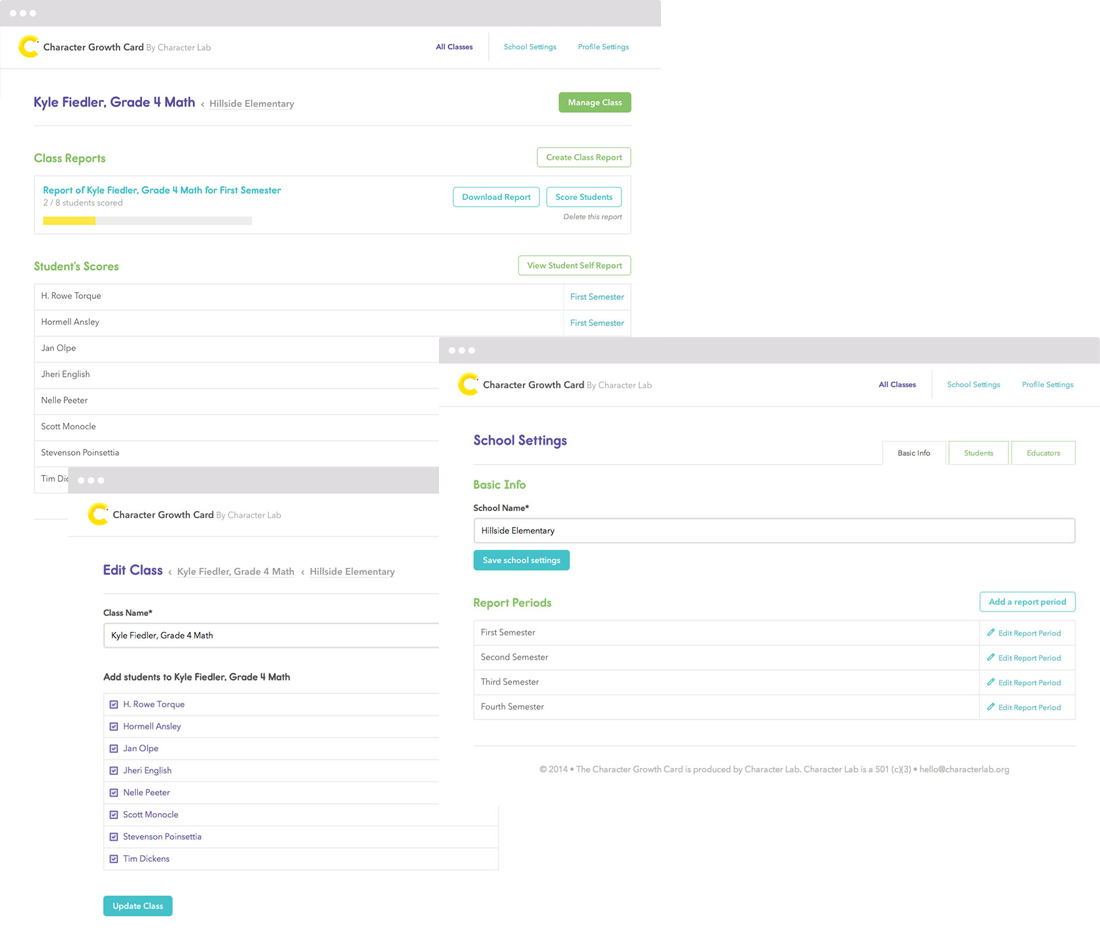 Character Growth Card By Character Lab
All Classes
School Settings
Profile Settings
Kyle Fiedler, Grade 4 Math ‹ Hillside Elementary
Manage Class
Class Reports
Create Class Report
Report of Kyle Fiedler, Grade 4 Math for First Semester
2 / 8 students scored
Download Report
Score Students
Delete this report
Student's Scores
View Student Self Report
H. Rowe Torque
First Semester
Hormell Ansley
First Semester
Jan Olpe
Jheri English
Nelle Peeter
Scott Monocle
Stevenson Poinsettia
Tim Dic
Character Growth Card By Character Lab
All Classes
School Settings
Profile Settings
School Settings
Basic Info
Students
Educators
Basic Info
School Name*
Hillside Elementary
Save school settings
Report Periods
Add a report period
First Semester
Edit Report Period
Second Semester
Edit Report Period
Third Semester
Edit Report Period
Fourth Semester
Edit Report Period
© 2014 • The Character Growth Card is produced by Character Lab. Character Lab is a 501 (c)(3) • hello@characterlab.org
Character Growth Card By Character Lab
Edit Class ‹ Kyle Fiedler, Grade 4 Math ‹ Hillside Elementary
Class Name*
Kyle Fiedler, Grade 4 Math
Add students to Kyle Fiedler, Grade 4 Math
H. Rowe Torque
Hormell Ansley
Jan Olpe
Jheri English
Nelle Peeter
Scott Monocle
Stevenson Poinsettia
Tim Dickens
Update Class